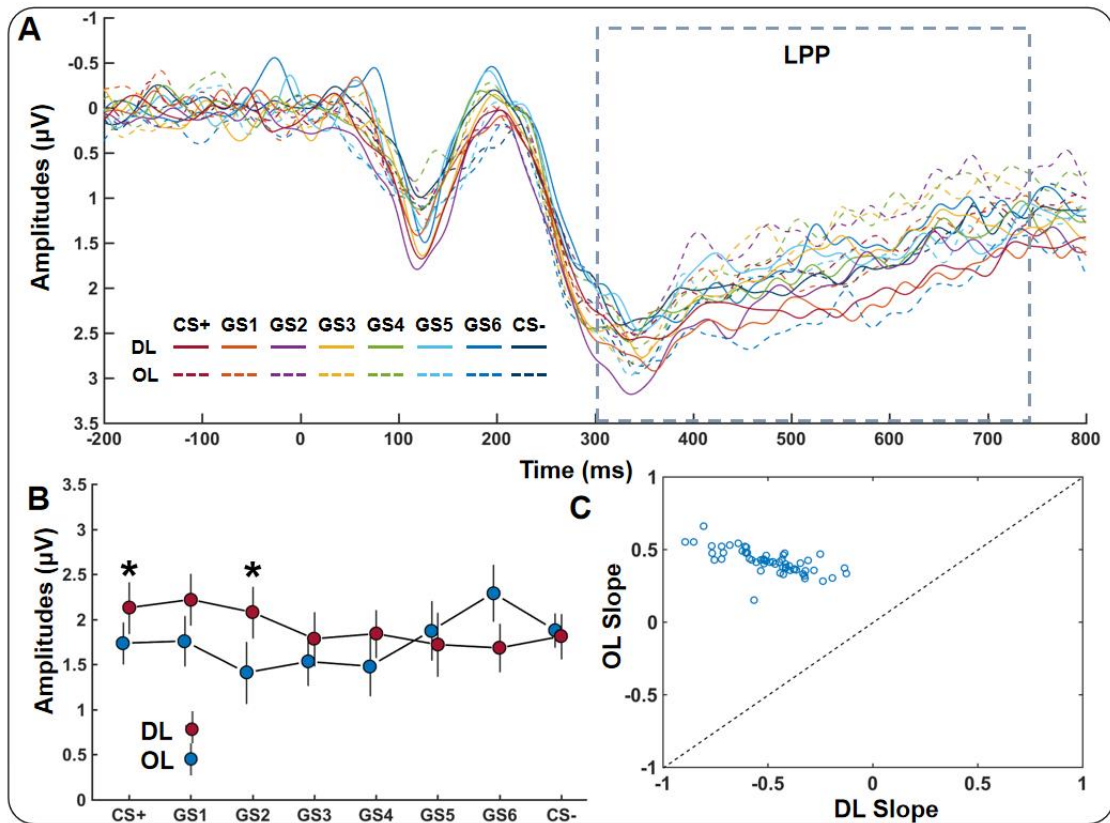 A
LPP
Amplitudes (µV)
-1
-0.5
0
0.5
1
1.5
2
2.5
3
3.5
CS+ GS1 GS2 GS3 GS4 GS5 GS6 CS-
DL
OL
-200 -100 0 100 200 300 400 500 600 700 800
Time (ms)
B
Amplitudes (µV)
3.5
3
2.5
2
1.5
1
0.5
0
* *
DL
OL
CS+ GS1 GS2 GS3 GS4 GS5 GS6 CS-
C
OL Slope
1
0.5
0
-0.5
-1
-1 -0.5 0 0.5 1
DL Slope